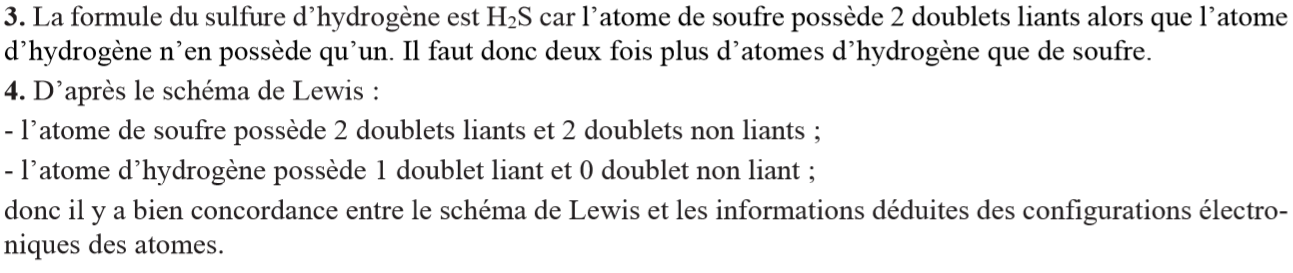 3. La formule du sulfure d’hydrogène est H₂S car l’atome de soufre possède 2 doublets liants alors que l’atome
d’hydrogène n’en possède qu’un. Il faut donc deux fois plus d’atomes d’hydrogène que de soufre.
4. D’après le schéma de Lewis :
- l’atome de soufre possède 2 doublets liants et 2 doublets non liants ;
- l’atome d’hydrogène possède 1 doublet liant et 0 doublet non liant ;
donc il y a bien concordance entre le schéma de Lewis et les informations déduites des configurations électro-
niques des atomes.